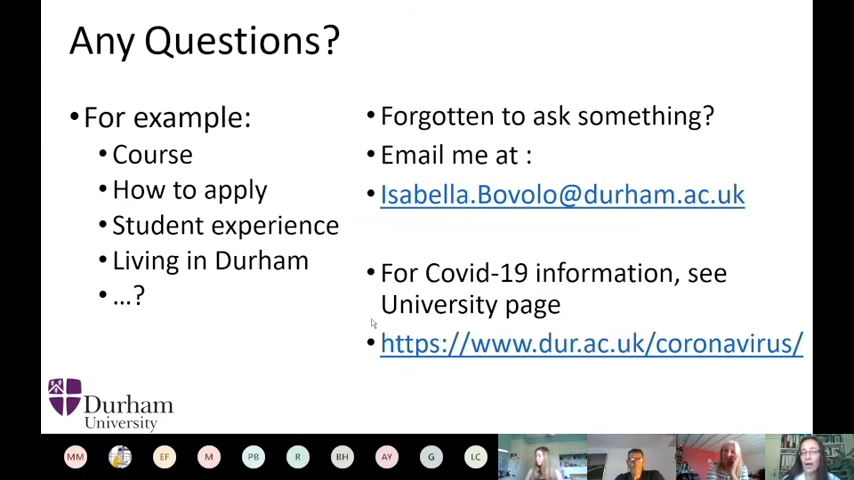 Any Questions?
• For example:
• Course
• How to apply
• Student experience
• Living in Durham
• ...?
• Forgotten to ask something?
• Email me at :
• Isabella.Bovolo@durham.ac.uk
• For Covid-19 information, see
University page
• https://www.dur.ac.uk/coronavirus/
Durham
University
MM EF M PB R BH AY G LC